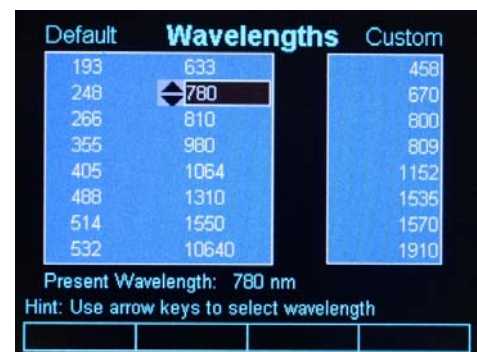 Default Wavelengths Custom
193 633 458
248 780 670
266 810 800
355 980 809
405 1064 1152
488 1310 1535
514 1550 1570
532 10640 1910
Present Wavelength: 780 nm
Hint: Use arrow keys to select wavelength